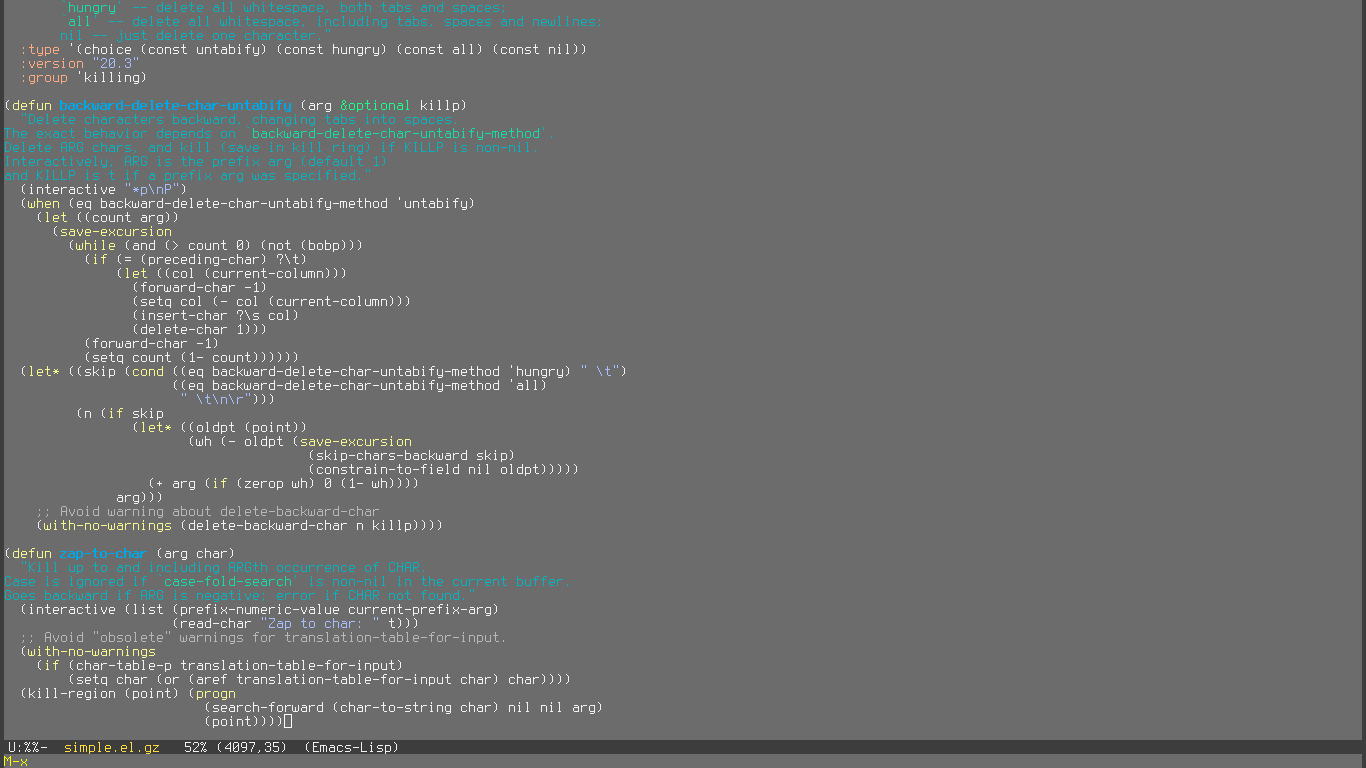 `hungry' -- delete all whitespace, both tabs and spaces;
`all' -- delete all whitespace, including tabs, spaces and newlines;
nil -- just delete one character."
:type '(choice (const untabify) (const hungry) (const all) (const nil))
:version "20.3"
:group 'killing)
(defun backward-delete-char-untabify (arg &optional killp)
"Delete characters backward, changing tabs into spaces.
The exact behavior depends on `backward-delete-char-untabify-method'.
Delete ARG chars, and kill (save in kill ring) if KILLP is non-nil.
Interactively, ARG is the prefix arg (default 1)
and KILLP is t if a prefix arg was specified."
(interactive "*p\nP")
(when (eq backward-delete-char-untabify-method 'untabify)
(let ((count arg))
(save-excursion
(while (and (> count 0) (not (bobp)))
(if (= (preceding-char) ?\t)
(let ((col (current-column)))
(forward-char -1)
(setq col (- col (current-column)))
(insert-char ?\s col)
(delete-char 1)))
(forward-char -1)
(setq count (1- count))))))
(let* ((skip (cond ((eq backward-delete-char-untabify-method 'hungry) " \t")
((eq backward-delete-char-untabify-method 'all)
" \t\n\r")))
(n (if skip
(let* ((oldpt (point))
(wh (- oldpt (save-excursion
(skip-chars-backward skip)
(constrain-to-field nil oldpt)))))
(+ arg (if (zerop wh) 0 (1- wh))))
arg)))
;; Avoid warning about delete-backward-char
(with-no-warnings (delete-backward-char n killp))))
(defun zap-to-char (arg char)
"Kill up to and including ARGth occurrence of CHAR.
Case is ignored if `case-fold-search' is non-nil in the current buffer.
Goes backward if ARG is negative; error if CHAR not found."
(interactive (list (prefix-numeric-value current-prefix-arg)
(read-char "Zap to char: " t)))
;; Avoid "obsolete" warnings for translation-table-for-input.
(with-no-warnings
(if (char-table-p translation-table-for-input)
(setq char (or (aref translation-table-for-input char) char))))
(kill-region (point) (progn
(search-forward (char-to-string char) nil nil arg)
(point))))
U:%%- simple.el.gz 52% (4097,35) (Emacs-Lisp)
M-x